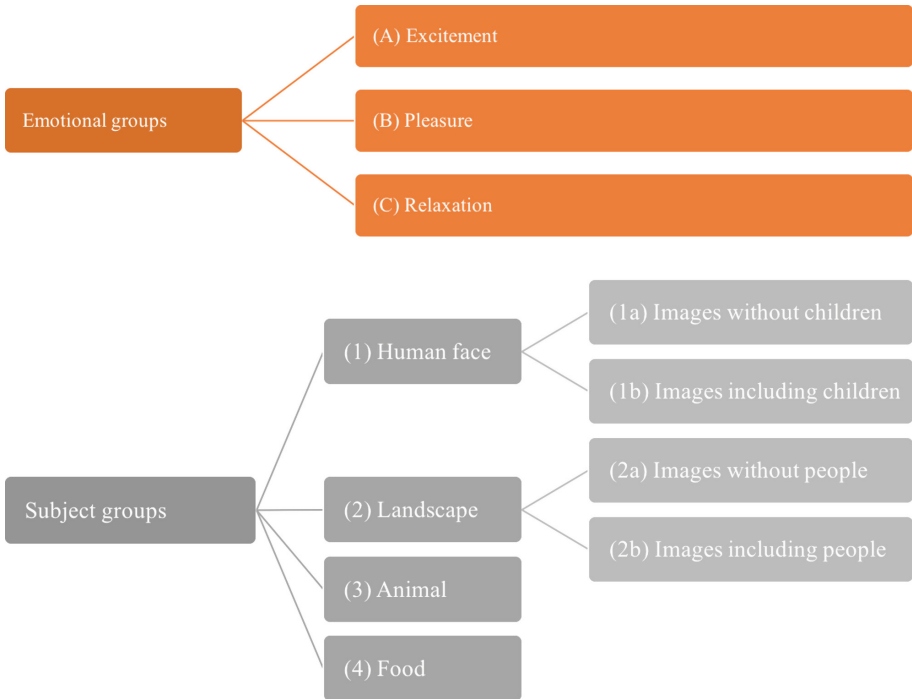 Emotional groups
(A) Excitement
(B) Pleasure
(C) Relaxation
Subject groups
(1) Human face
(1a) Images without children
(1b) Images including children
(2) Landscape
(2a) Images without people
(2b) Images including people
(3) Animal
(4) Food